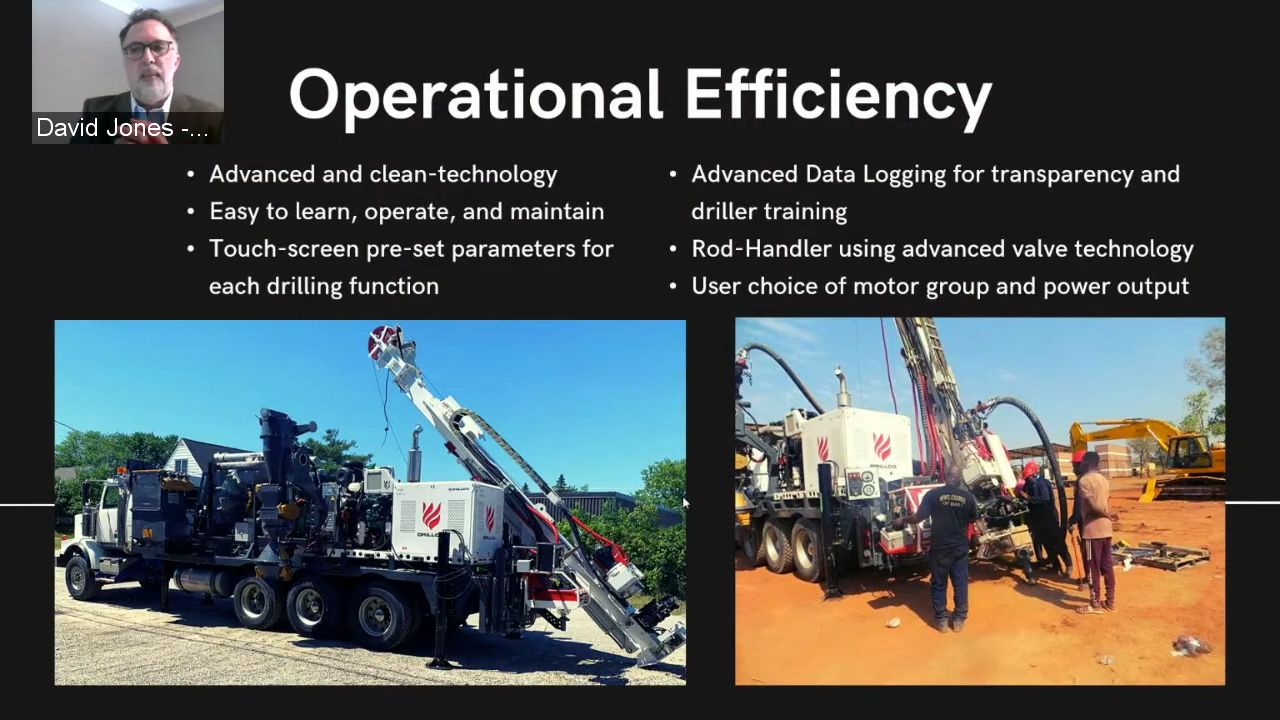 David Jones -...
Operational Efficiency
• Advanced and clean-technology
• Easy to learn, operate, and maintain
• Touch-screen pre-set parameters for
each drilling function
• Advanced Data Logging for transparency and
driller training
• Rod-Handler using advanced valve technology
• User choice of motor group and power output
DRILLCO
DRILLCO